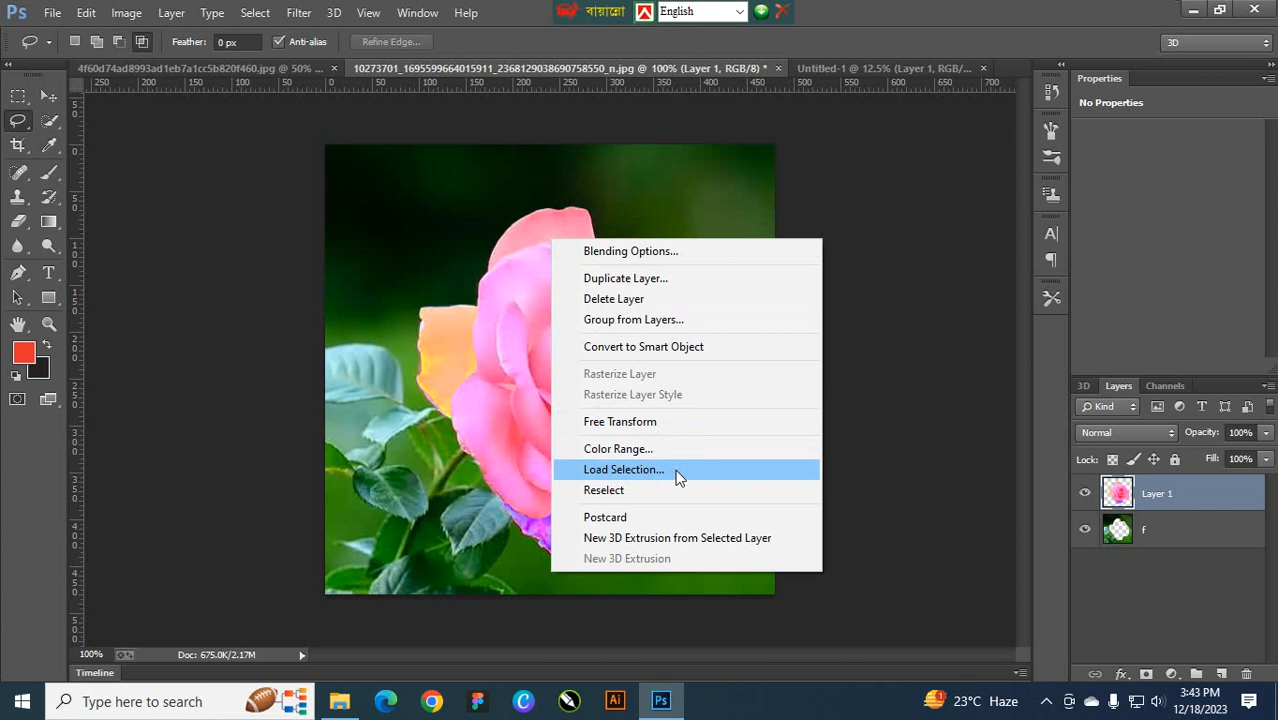 Ps File Edit Image Layer Type Select Filter 3D View Window Help
বায়ান্নো English
Feather: 0 px Anti-alias Refine Edge... 3D
4f60d74ad8993ad1eb7a1cc5b820f460.jpg @ 50% ... × 10273701_1695599664015911_2368129038690758550_n.jpg @ 100% (Layer 1, RGB/8) * × Untitled-1 @ 12.5% (Layer 1, RGB/... ×
Properties
No Properties
Blending Options...
Duplicate Layer...
Delete Layer
Group from Layers...
Convert to Smart Object
Rasterize Layer
Rasterize Layer Style
Free Transform
Color Range...
Load Selection...
Reselect
Postcard
New 3D Extrusion from Selected Layer
New 3D Extrusion
3D Layers Channels
Kind
Normal Opacity: 100%
Lock: Fill: 100%
Layer 1
f
100% Doc: 675.0K/2.17M
Timeline
Type here to search
Ai Ps
1 23°C Haze
3:43 PM
12/18/2023